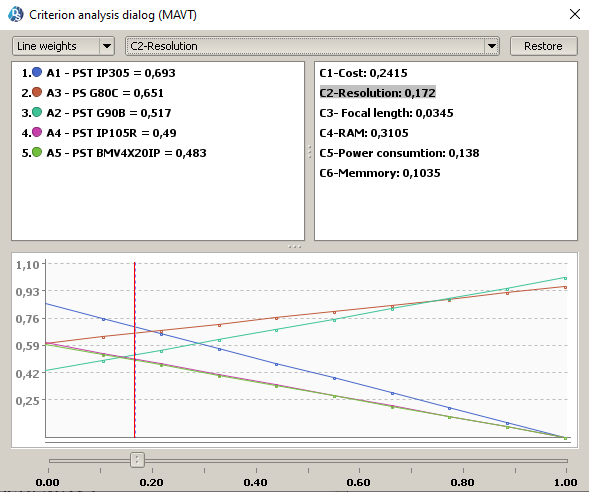 Criterion analysis dialog (MAVT)
Line weights
C2-Resolution
Restore
1. A1 - PST IP305 = 0,693
2. A3 - PS G80C = 0,651
3. A2 - PST G90B = 0,517
4. A4 - PST IP105R = 0,49
5. A5 - PST BMV4X20IP = 0,483
C1-Cost: 0,2415
C2-Resolution: 0,172
C3- Focal length: 0,0345
C4-RAM: 0,3105
C5-Power consumtion: 0,138
C6-Memmory: 0,1035
1,10
0,93
0,76
0,59
0,42
0,25
0.00 0.20 0.40 0.60 0.80 1.00